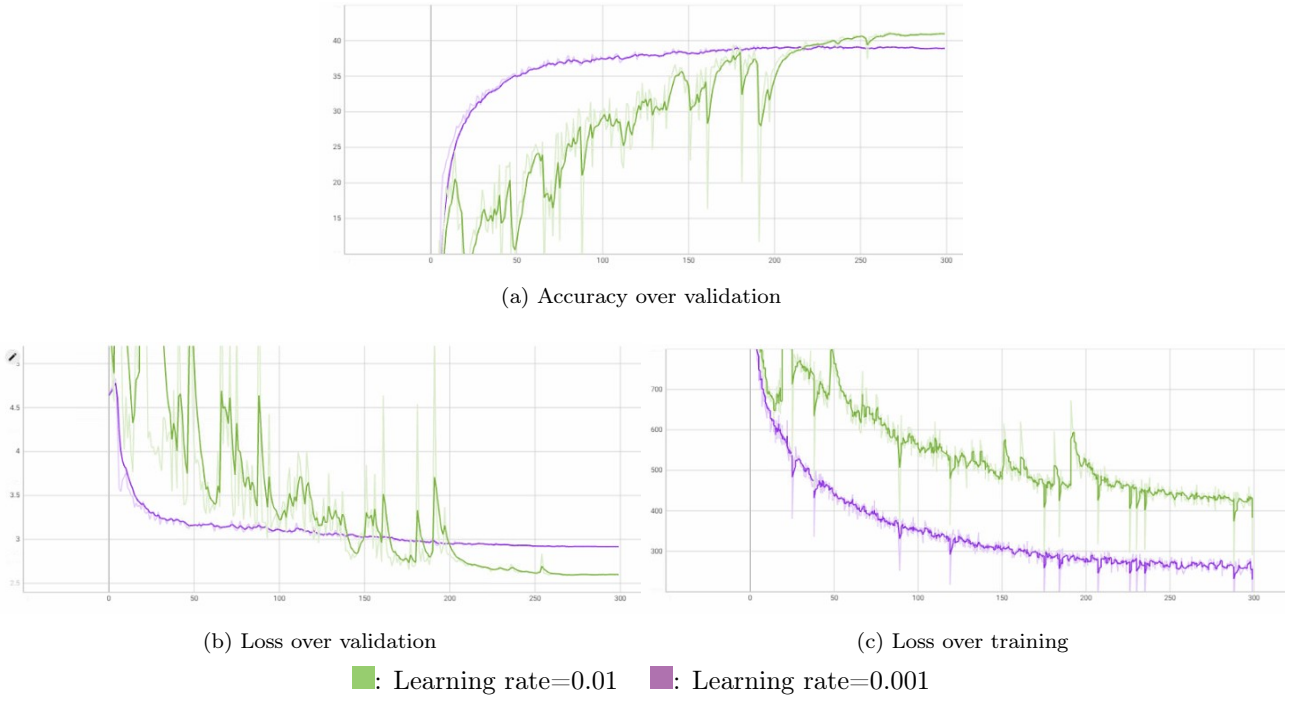 40
35
30
25
20
15
0 50 100 150 200 250 300
(a) Accuracy over validation
5
4.5
4
3.5
3
2.5
0 50 100 150 200 250 300
700
600
500
400
300
0 50 100 150 200 250 300
(b) Loss over validation
(c) Loss over training
: Learning rate=0.01 : Learning rate=0.001